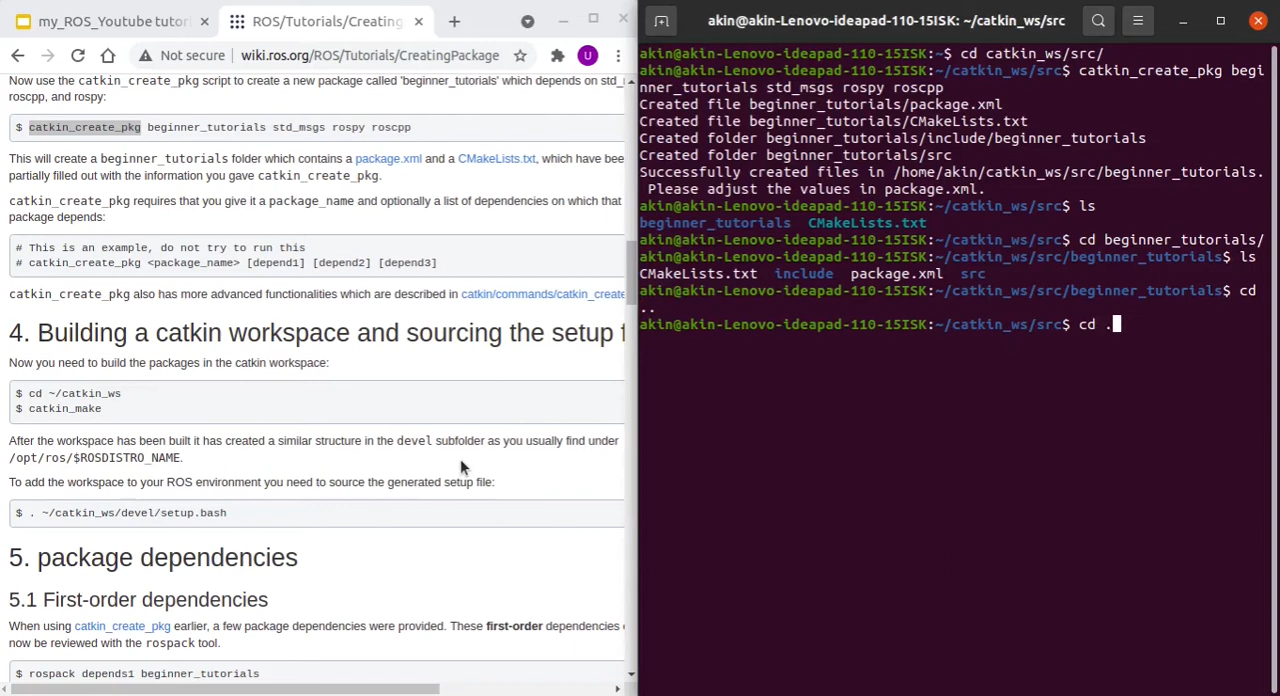 my_ROS_Youtube tutori
ROS/Tutorials/Creating
Not secure
wiki.ros.org/ROS/Tutorials/CreatingPackage
U
Now use the catkin_create_pkg script to create a new package called 'beginner_tutorials' which depends on std_
roscpp, and rospy:
$ catkin_create_pkg beginner_tutorials std_msgs rospy roscpp
This will create a beginner_tutorials folder which contains a package.xml and a CMakeLists.txt, which have been
partially filled out with the information you gave catkin_create_pkg.
catkin_create_pkg requires that you give it a package_name and optionally a list of dependencies on which that
package depends:
# This is an example, do not try to run this
# catkin_create_pkg <package_name> [depend1] [depend2] [depend3]
catkin_create_pkg also has more advanced functionalities which are described in catkin/commands/catkin_create
4. Building a catkin workspace and sourcing the setup f
Now you need to build the packages in the catkin workspace:
$ cd ~/catkin_ws
$ catkin_make
After the workspace has been built it has created a similar structure in the devel subfolder as you usually find under
/opt/ros/$ROSDISTRO_NAME.
To add the workspace to your ROS environment you need to source the generated setup file:
$ . ~/catkin_ws/devel/setup.bash
5. package dependencies
5.1 First-order dependencies
When using catkin_create_pkg earlier, a few package dependencies were provided. These first-order dependencies
now be reviewed with the rospack tool.
$ rospack depends1 beginner_tutorials
akin@akin-Lenovo-ideapad-110-15ISK: ~/catkin_ws/src
akin@akin-Lenovo-ideapad-110-15ISK:~$ cd catkin_ws/src/
akin@akin-Lenovo-ideapad-110-15ISK:~/catkin_ws/src$ catkin_create_pkg begi
nner_tutorials std_msgs rospy roscpp
Created file beginner_tutorials/package.xml
Created file beginner_tutorials/CMakeLists.txt
Created folder beginner_tutorials/include/beginner_tutorials
Created folder beginner_tutorials/src
Successfully created files in /home/akin/catkin_ws/src/beginner_tutorials.
Please adjust the values in package.xml.
akin@akin-Lenovo-ideapad-110-15ISK:~/catkin_ws/src$ ls
beginner_tutorials CMakeLists.txt
akin@akin-Lenovo-ideapad-110-15ISK:~/catkin_ws/src$ cd beginner_tutorials/
akin@akin-Lenovo-ideapad-110-15ISK:~/catkin_ws/src/beginner_tutorials$ ls
CMakeLists.txt include package.xml src
akin@akin-Lenovo-ideapad-110-15ISK:~/catkin_ws/src/beginner_tutorials$ cd
..
akin@akin-Lenovo-ideapad-110-15ISK:~/catkin_ws/src$ cd .